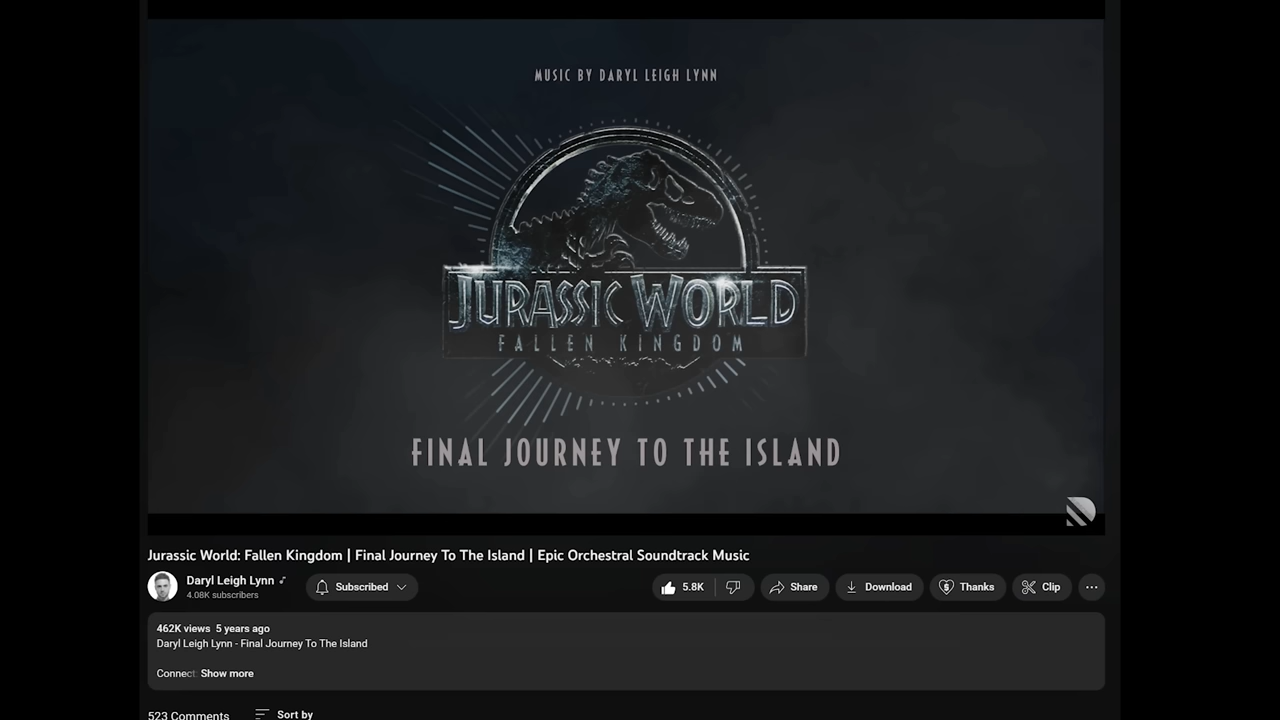 MUSIC BY DARYL LEIGH LYNN
JURASSIC WORLD
FALLEN KINGDOM
FINAL JOURNEY TO THE ISLAND
Jurassic World: Fallen Kingdom | Final Journey To The Island | Epic Orchestral Soundtrack Music
Daryl Leigh Lynn
4.08K subscribers
Subscribed
5.8K
Share
Download
Thanks
Clip
462K views 5 years ago
Daryl Leigh Lynn - Final Journey To The Island
Connect Show more
523 Comments
Sort by